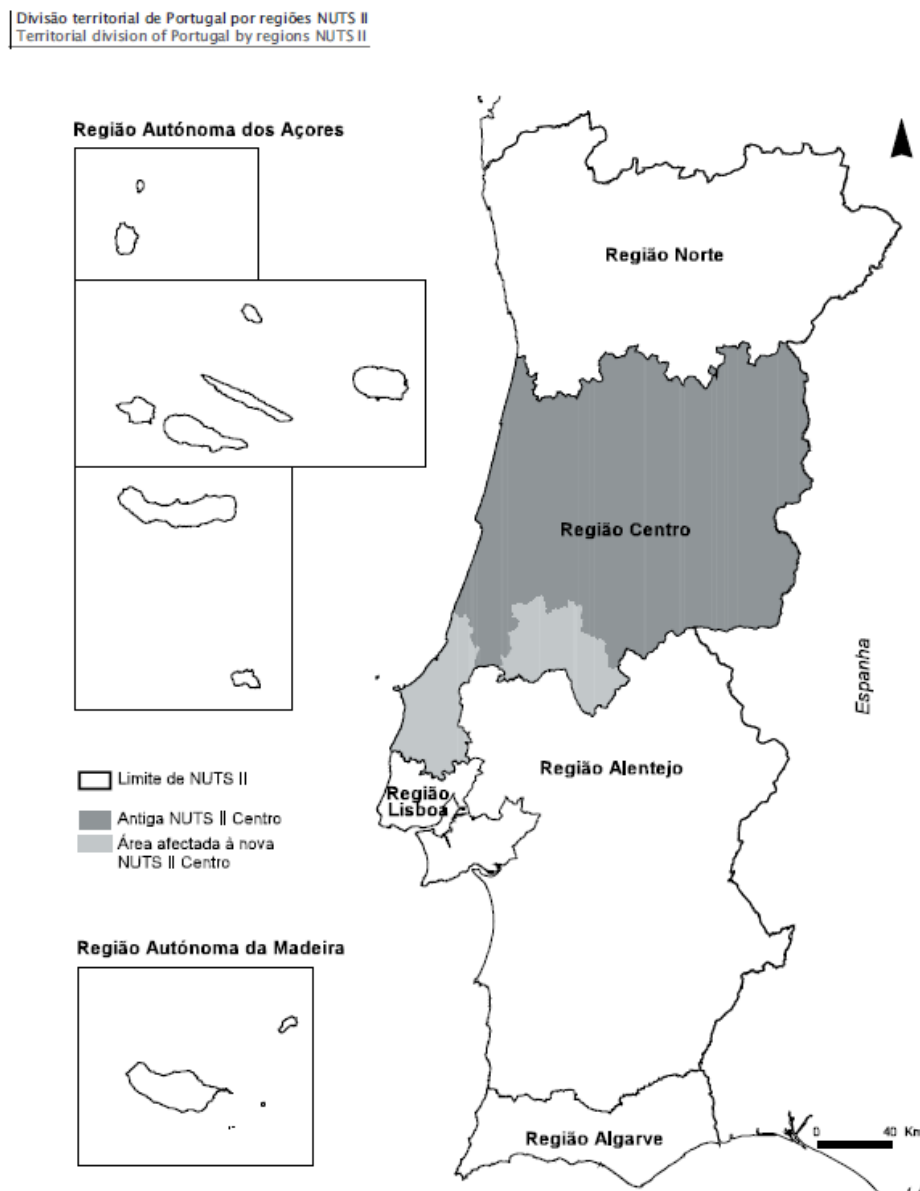 Divisão territorial de Portugal por regiões NUTS II
Territorial division of Portugal by regions NUTS II
Região Autónoma dos Açores
Região Norte
Região Centro
Espanha
Região Alentejo
Região
Lisboa
Limite de NUTS II
Antiga NUTS II Centro
Área afectada à nova
NUTS II Centro
Região Autónoma da Madeira
Região Algarve
0 40 Km